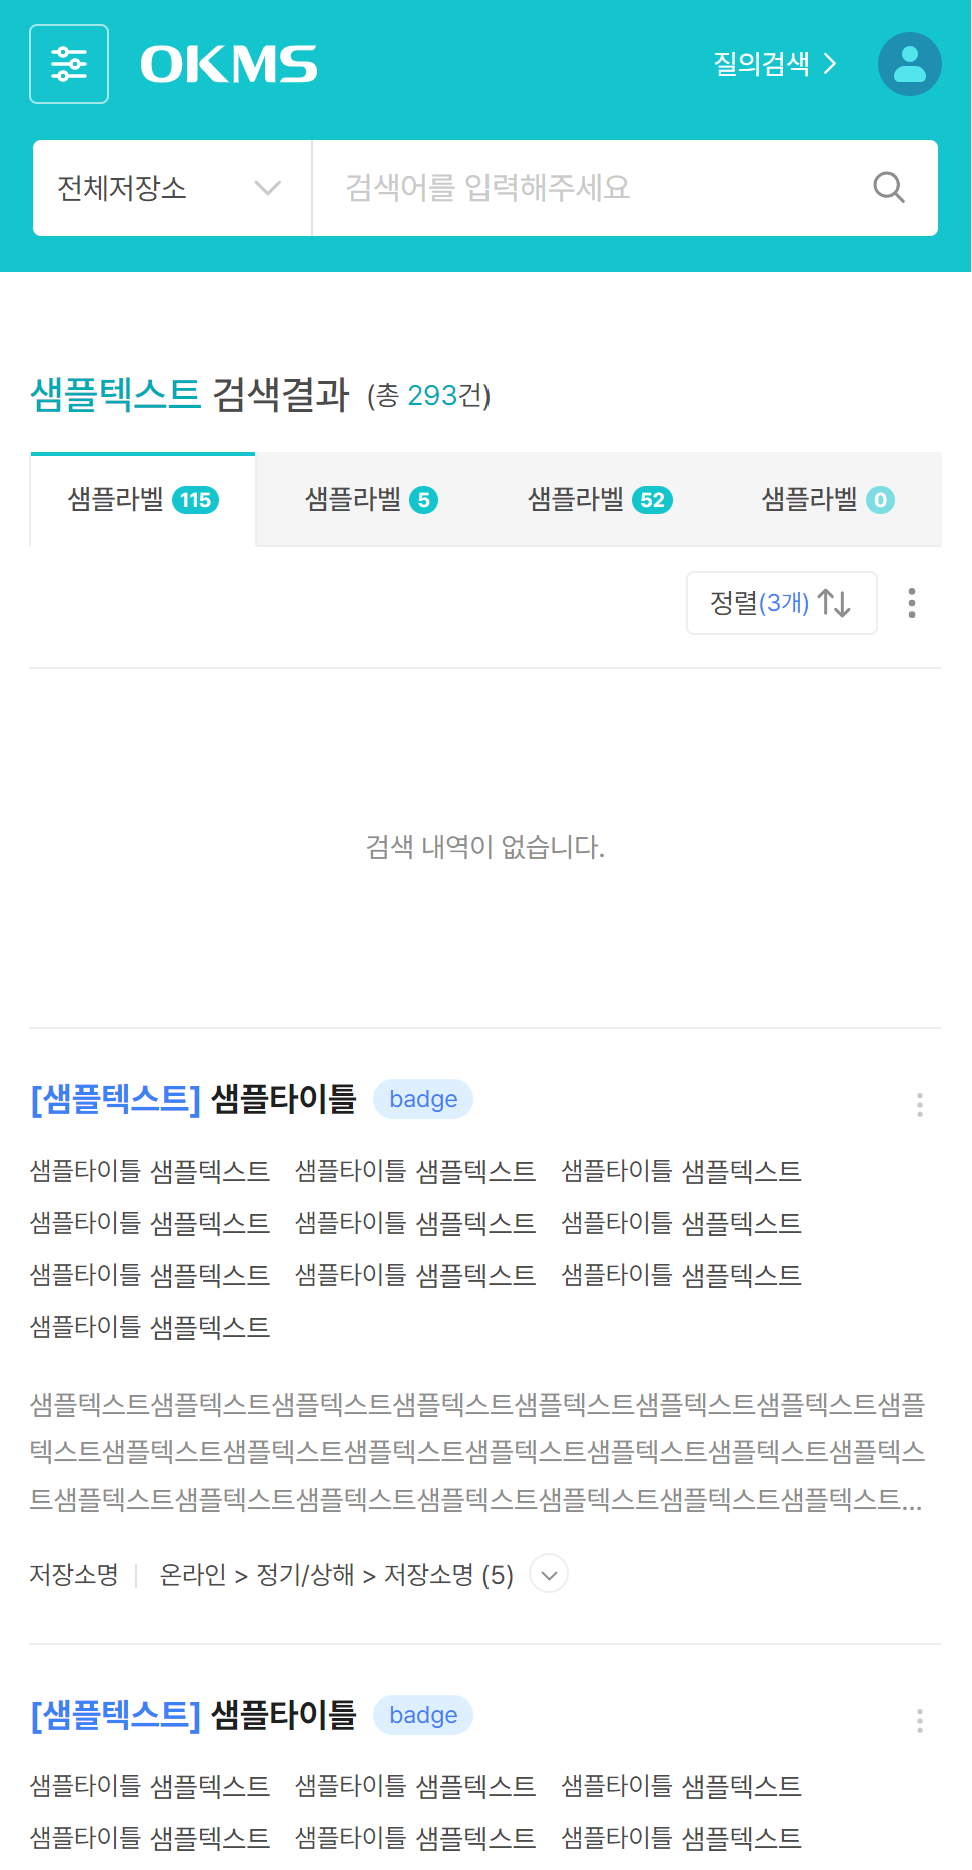 OKMS 질의검색
전체저장소 검색어를 입력해주세요
샘플텍스트 검색결과 (총 293건)
샘플라벨 115 샘플라벨 5 샘플라벨 52 샘플라벨 0
정렬(3개)
검색 내역이 없습니다.
[샘플텍스트] 샘플타이틀 badge
샘플타이틀 샘플텍스트 샘플타이틀 샘플텍스트 샘플타이틀 샘플텍스트
샘플타이틀 샘플텍스트 샘플타이틀 샘플텍스트 샘플타이틀 샘플텍스트
샘플타이틀 샘플텍스트 샘플타이틀 샘플텍스트 샘플타이틀 샘플텍스트
샘플타이틀 샘플텍스트
샘플텍스트샘플텍스트샘플텍스트샘플텍스트샘플텍스트샘플텍스트샘플텍스트샘플
텍스트샘플텍스트샘플텍스트샘플텍스트샘플텍스트샘플텍스트샘플텍스트샘플텍스
트샘플텍스트샘플텍스트샘플텍스트샘플텍스트샘플텍스트샘플텍스트샘플텍스트...
저장소명 온라인 > 정기/상해 > 저장소명 (5)
[샘플텍스트] 샘플타이틀 badge
샘플타이틀 샘플텍스트 샘플타이틀 샘플텍스트 샘플타이틀 샘플텍스트
샘플타이틀 샘플텍스트 샘플타이틀 샘플텍스트 샘플타이틀 샘플텍스트